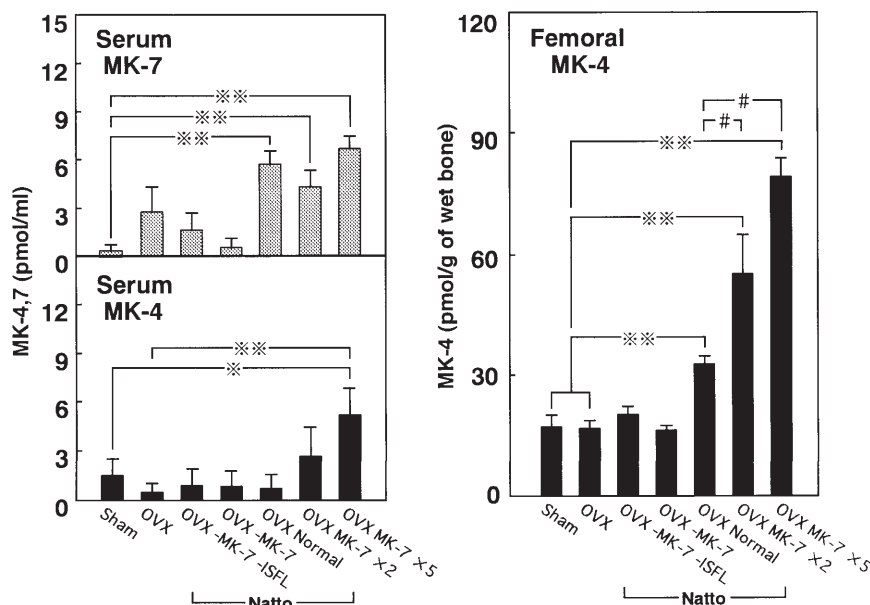 MK-4,7 (pmol/ml)
15
12
9
6
3
0
Serum
MK-7
※※
※※
※※
12
9
6
3
0
Serum
MK-4
※※
※
Sham
OVX
OVX -MK-7 -ISFL
OVX -MK-7
OVX Normal
OVX MK-7 ×2
OVX MK-7 ×5
Natto
MK-4 (pmol/g of wet bone)
120
90
60
30
0
Femoral
MK-4
#
#
※※
※※
※※
Sham
OVX
OVX -MK-7 -ISFL
OVX -MK-7
OVX Normal
OVX MK-7 ×2
OVX MK-7 ×5
Natto